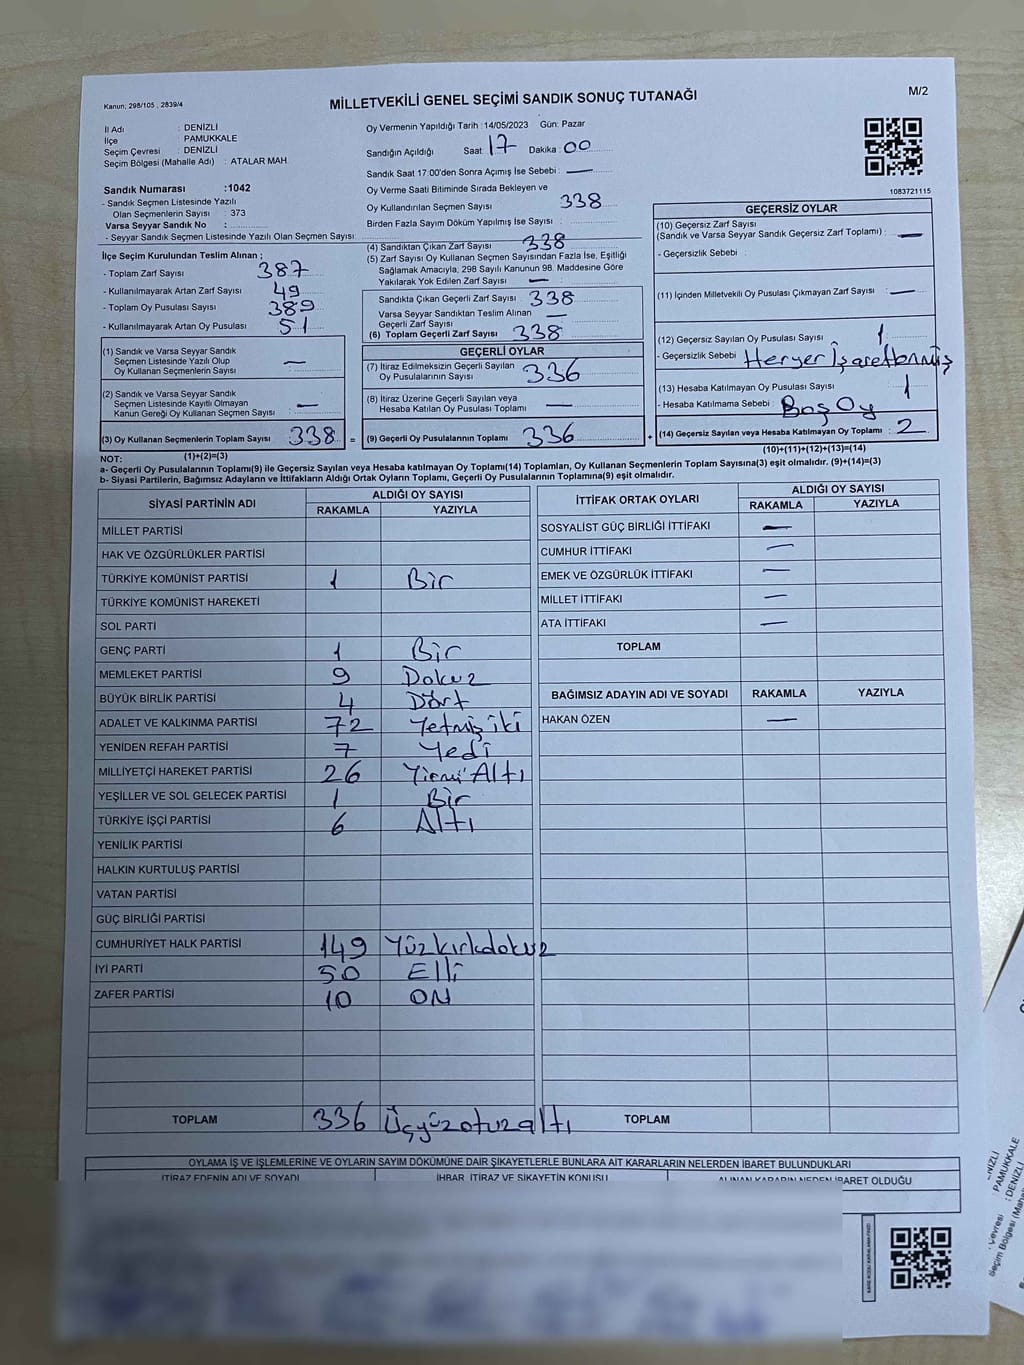 Kanun, 298/105 , 2839/4
MİLLETVEKİLİ GENEL SEÇİMİ SANDIK SONUÇ TUTANAĞI
M/2
İl Adı : DENİZLİ
İlçe : PAMUKKALE
Seçim Çevresi : DENİZLİ
Seçim Bölgesi (Mahalle Adı) : ATALAR MAH
Sandık Numarası :1042
- Sandık Seçmen Listesinde Yazılı
Olan Seçmenlerin Sayısı : 373
Varsa Seyyar Sandık No :
- Seyyar Sandık Seçmen Listesinde Yazılı Olan Seçmen Sayısı:
Oy Vermenin Yapıldığı Tarih :14/05/2023 Gün: Pazar
Sandığın Açıldığı Saat: 17 Dakika: 00
Sandık Saat 17.00'den Sonra Açımış İse Sebebi : —
Oy Verme Saati Bitiminde Sırada Bekleyen ve
Oy Kullandırılan Seçmen Sayısı : 338
Birden Fazla Sayım Döküm Yapılmış İse Sayısı :
1083721115
İlçe Seçim Kurulundan Teslim Alınan ;
- Toplam Zarf Sayısı : 387
- Kullanılmayarak Artan Zarf Sayısı : 49
- Toplam Oy Pusulası Sayısı : 389
- Kullanılmayarak Artan Oy Pusulası : 51
(1) Sandık ve Varsa Seyyar Sandık
Seçmen Listesinde Yazılı Olup
Oy Kullanan Seçmenlerin Sayısı : —
(2) Sandık ve Varsa Seyyar Sandık
Seçmen Listesinde Kayıtlı Olmayan
Kanun Gereği Oy Kullanan Seçmen Sayısı : —
(3) Oy Kullanan Seçmenlerin Toplam Sayısı : 338 =
(1)+(2)=(3)
(4) Sandıktan Çıkan Zarf Sayısı : 338
(5) Zarf Sayısı Oy Kullanan Seçmen Sayısından Fazla İse, Eşitliği
Sağlamak Amacıyla, 298 Sayılı Kanunun 98. Maddesine Göre
Yakılarak Yok Edilen Zarf Sayısı : —
Sandıkta Çıkan Geçerli Zarf Sayısı : 338
Varsa Seyyar Sandıktan Teslim Alınan
Geçerli Zarf Sayısı : —
(6) Toplam Geçerli Zarf Sayısı : 338
GEÇERLİ OYLAR
(7) İtiraz Edilmeksizin Geçerli Sayılan
Oy Pusulalarının Sayısı : 336
(8) İtiraz Üzerine Geçerli Sayılan veya
Hesaba Katılan Oy Pusulaları Toplamı : —
(9) Geçerli Oy Pusulalarının Toplamı : 336 +
GEÇERSİZ OYLAR
(10) Geçersiz Zarf Sayısı
(Sandık ve Varsa Seyyar Sandık Geçersiz Zarf Toplamı) : —
- Geçersizlik Sebebi :
(11) İçinden Milletvekili Oy Pusulası Çıkmayan Zarf Sayısı : —
(12) Geçersiz Sayılan Oy Pusulası Sayısı : 1
- Geçersizlik Sebebi : Heryer İşaretlenmiş
(13) Hesaba Katılmayan Oy Pusulası Sayısı : 1
- Hesaba Katılmama Sebebi : Boş Oy
(14) Geçersiz Sayılan veya Hesaba Katılmayan Oy Toplamı : 2
(10)+(11)+(12)+(13)=(14)
NOT:
a- Geçerli Oy Pusulalarının Toplamı(9) ile Geçersiz Sayılan veya Hesaba katılmayan Oy Toplamı(14) Toplamları, Oy Kullanan Seçmenlerin Toplam Sayısına(3) eşit olmalıdır. (9)+(14)=(3)
b- Siyasi Partilerin, Bağımsız Adayların ve İttifakların Aldığı Ortak Oyların Toplamı, Geçerli Oy Pusulalarının Toplamına(9) eşit olmalıdır.
SİYASİ PARTİNİN ADI ALDIĞI OY SAYISI
RAKAMLA YAZIYLA
MİLLET PARTİSİ
HAK VE ÖZGÜRLÜKLER PARTİSİ
TÜRKİYE KOMÜNİST PARTİSİ 1 Bir
TÜRKİYE KOMÜNİST HAREKETİ
SOL PARTİ
GENÇ PARTİ 1 Bir
MEMLEKET PARTİSİ 9 Dokuz
BÜYÜK BİRLİK PARTİSİ 4 Dört
ADALET VE KALKINMA PARTİSİ 72 Yetmiş iki
YENİDEN REFAH PARTİSİ 7 Yedi
MİLLİYETÇİ HAREKET PARTİSİ 26 Yirmi Altı
YEŞİLLER VE SOL GELECEK PARTİSİ 1 Bir
TÜRKİYE İŞÇİ PARTİSİ 6 Altı
YENİLİK PARTİSİ
HALKIN KURTULUŞ PARTİSİ
VATAN PARTİSİ
GÜÇ BİRLİĞİ PARTİSİ
CUMHURİYET HALK PARTİSİ 149 Yüzkırkdokuz
İYİ PARTİ 50 Elli
ZAFER PARTİSİ 10 ON
TOPLAM 336 Üçyüzotuzaltı
İTTİFAK ORTAK OYLARI ALDIĞI OY SAYISI
RAKAMLA YAZIYLA
SOSYALİST GÜÇ BİRLİĞİ İTTİFAKI —
CUMHUR İTTİFAKI —
EMEK VE ÖZGÜRLÜK İTTİFAKI —
MİLLET İTTİFAKI —
ATA İTTİFAKI —
TOPLAM
BAĞIMSIZ ADAYIN ADI VE SOYADI RAKAMLA YAZIYLA
HAKAN ÖZEN —
TOPLAM
OYLAMA İŞ VE İŞLEMLERİNE VE OYLARIN SAYIM DÖKÜMÜNE DAİR ŞİKAYETLERLE BUNLARA AİT KARARLARIN NELERDEN İBARET BULUNDUKLARI
İTİRAZ EDENİN ADI VE SOYADI İHBAR, İTİRAZ VE ŞİKAYETİN KONUSU ALINAN KARARIN NEDEN İBARET OLDUĞU
DENİZLİ
: PAMUKKALE
Çevresi : DENİZLİ
Seçim Bölgesi (Mahal